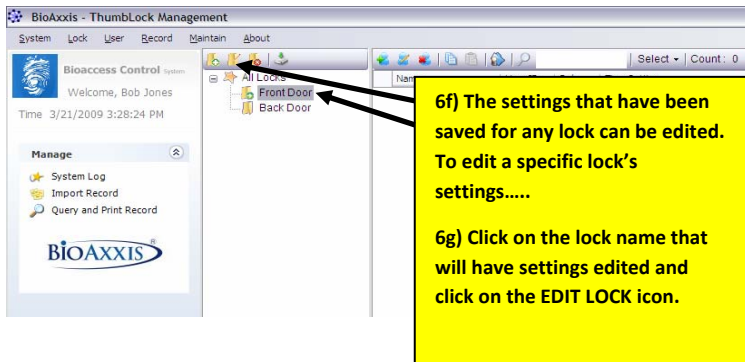 BioAxxis - ThumbLock Management
System Lock User Record Maintain About
Bioaccess Control System
Welcome, Bob Jones
Time 3/21/2009 3:28:24 PM
Manage
System Log
Import Record
Query and Print Record
BIOAXXIS
All Locks
Front Door
Back Door
Select Count: 0
6f) The settings that have been
saved for any lock can be edited.
To edit a specific lock’s
settings…..
6g) Click on the lock name that
will have settings edited and
click on the EDIT LOCK icon.